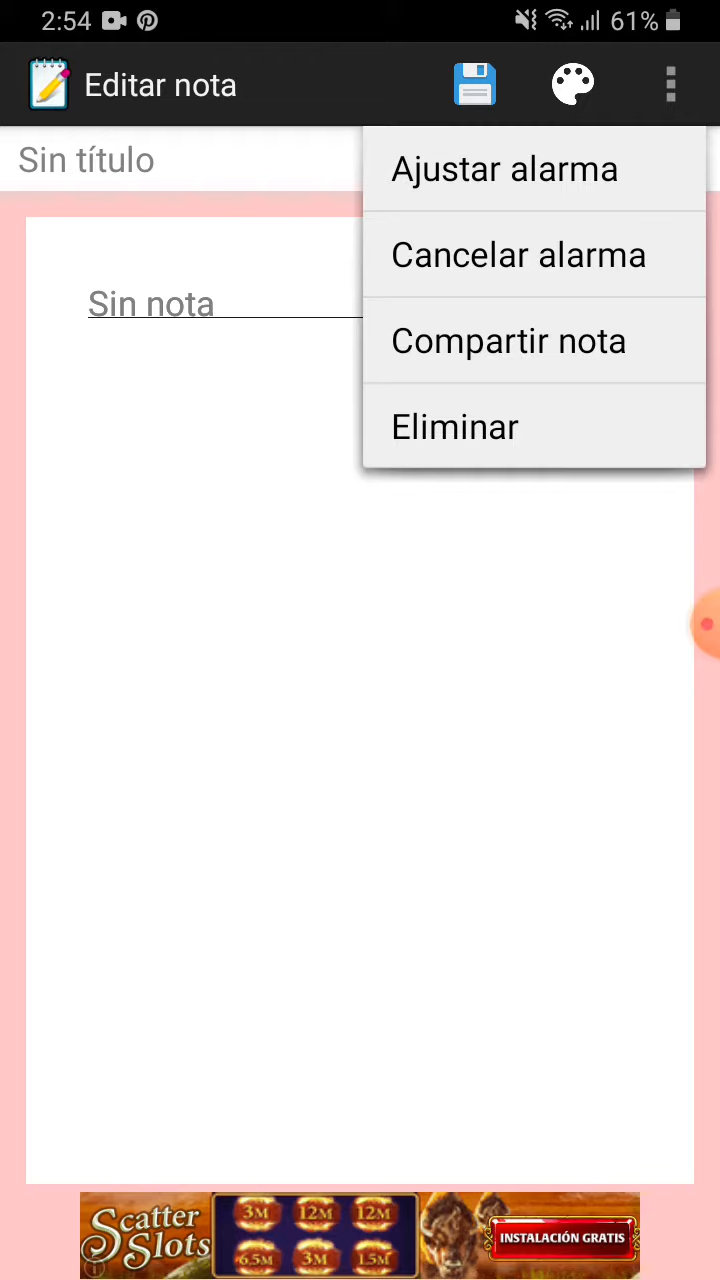 2:54
61%
Editar nota
Sin título
Ajustar alarma
Cancelar alarma
Compartir nota
Eliminar
Sin nota
Scatter Slots
3M 12M 12M
6.5M 3M 1.5M
INSTALACIÓN GRATIS